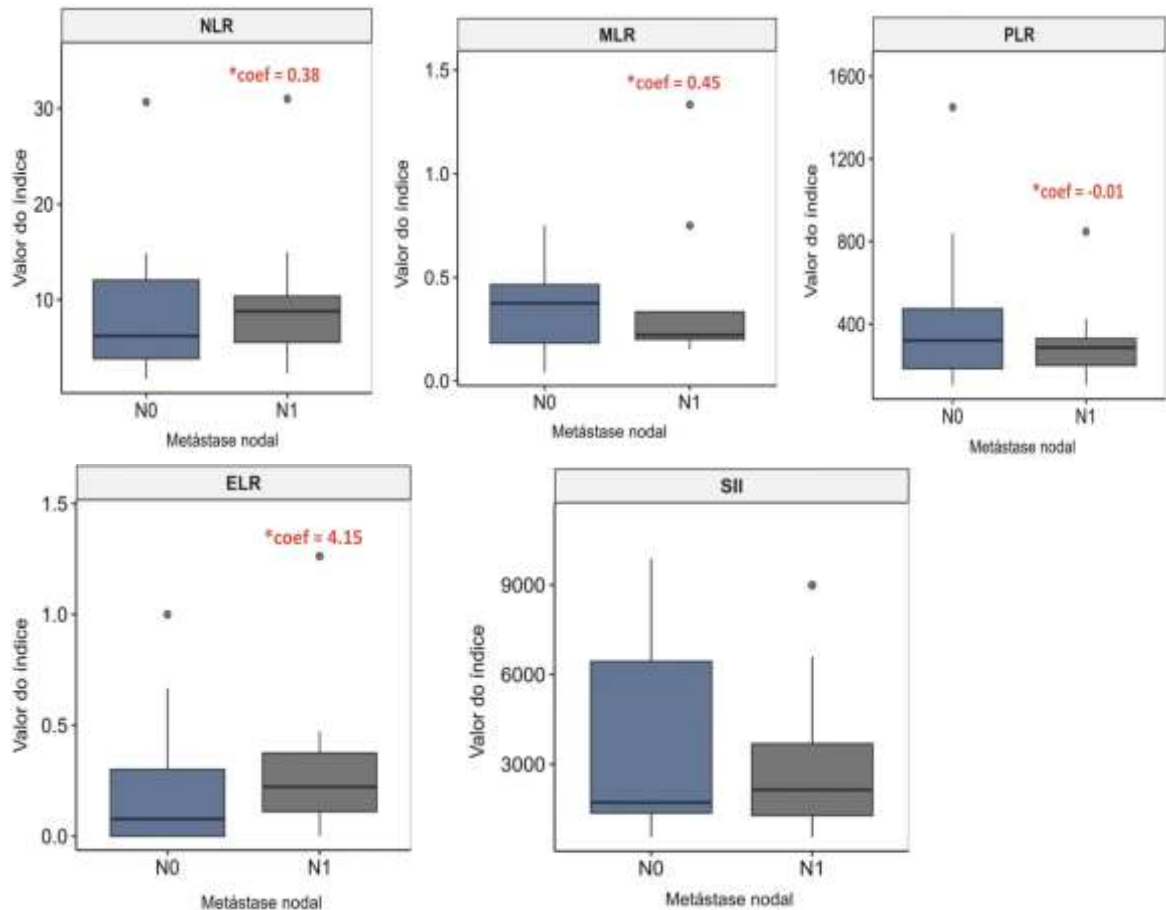 NLR
*coef = 0.38
30
20
10
Valor do índice
N0
N1
Metástase nodal
MLR
*coef = 0.45
1.5
1.0
0.5
0.0
Valor do índice
N0
N1
Metástase nodal
PLR
*coef = -0.01
1600
1200
800
400
Valor do índice
N0
N1
Metástase nodal
ELR
*coef = 4.15
1.5
1.0
0.5
0.0
Valor do índice
N0
N1
Metástase nodal
SII
9000
6000
3000
Valor do índice
N0
N1
Metástase nodal